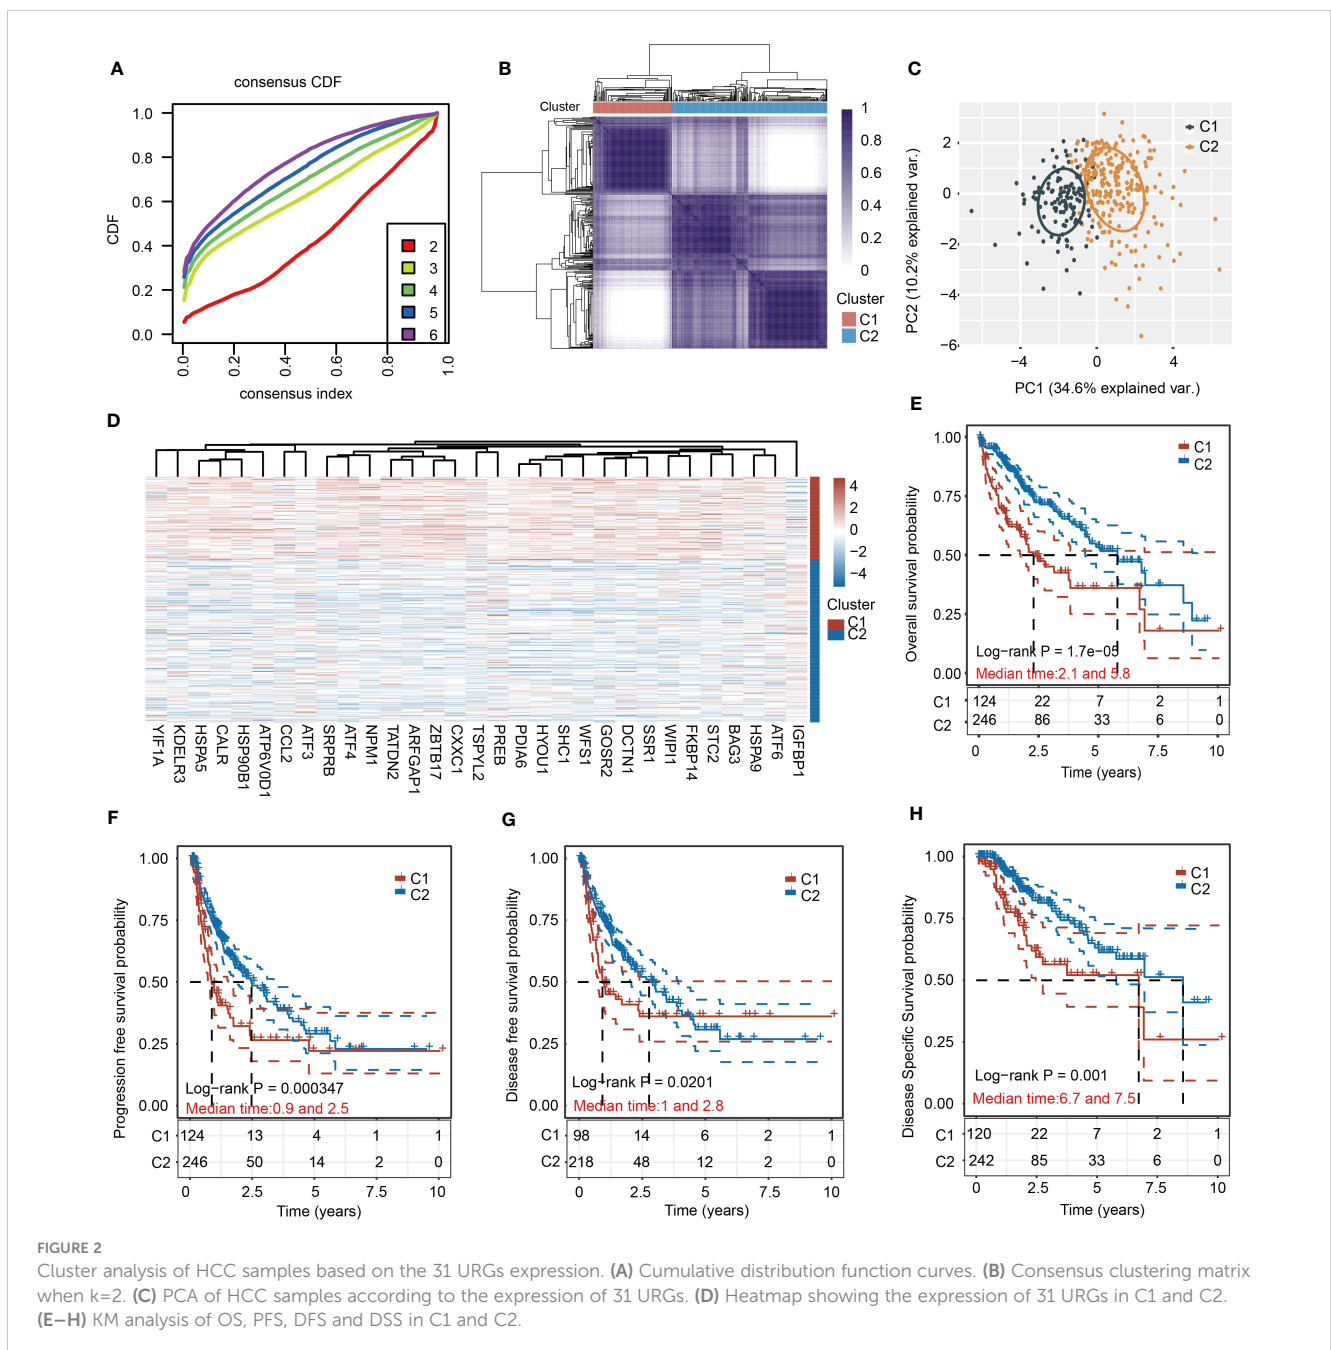 A
consensus CDF
CDF
1.0
0.8
0.6
0.4
0.2
0.0
0.0
0.2
0.4
0.6
0.8
1.0
consensus index
2
3
4
5
6
B
Cluster
1
0.8
0.6
0.4
0.2
0
Cluster
C1
C2
C
PC2 (10.2% explained var.)
2
0
−2
−4
−6
−4
0
4
PC1 (34.6% explained var.)
C1
C2
D
4
2
0
−2
−4
Cluster
C1
C2
YIF1A
KDELR3
HSPA5
CALR
HSP90B1
ATP6V0D1
CCL2
ATF3
SRPRB
ATF4
NPM1
TATDN2
ARFGAP1
ZBTB17
CXXC1
TSPYL2
PREB
PDIA6
HYOU1
SHC1
WFS1
GOSR2
DCTN1
SSR1
WIPI1
FKBP14
STC2
BAG3
HSPA9
ATF6
IGFBP1
E
Overall survival probability
1.00
0.75
0.50
0.25
0.00
C1
C2
Log−rank P = 1.7e−05
Median time:2.1 and 5.8
C1 124 22 7 2 1
C2 246 86 33 6 0
0 2.5 5 7.5 10
Time (years)
F
Progression free survival probability
1.00
0.75
0.50
0.25
0.00
C1
C2
Log−rank P = 0.000347
Median time:0.9 and 2.5
C1 124 13 4 1 1
C2 246 50 14 2 0
0 2.5 5 7.5 10
Time (years)
G
Disease free survival probability
1.00
0.75
0.50
0.25
0.00
C1
C2
Log−rank P = 0.0201
Median time:1 and 2.8
C1 98 14 6 2 1
C2 218 48 12 2 0
0 2.5 5 7.5 10
Time (years)
H
Disease Specific Survival probability
1.00
0.75
0.50
0.25
0.00
C1
C2
Log−rank P = 0.001
Median time:6.7 and 7.5
C1 120 22 7 2 1
C2 242 85 33 6 0
0 2.5 5 7.5 10
Time (years)
FIGURE 2
Cluster analysis of HCC samples based on the 31 URGs expression. (A) Cumulative distribution function curves. (B) Consensus clustering matrix
when k=2. (C) PCA of HCC samples according to the expression of 31 URGs. (D) Heatmap showing the expression of 31 URGs in C1 and C2.
(E–H) KM analysis of OS, PFS, DFS and DSS in C1 and C2.